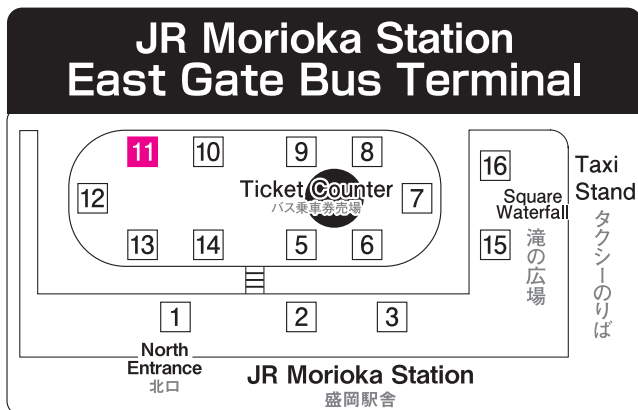 JR Morioka Station
East Gate Bus Terminal
11
10
9
8
16
Taxi
Stand
タクシーのりば
12
Ticket Counter
バス乗車券売場
7
Square
Waterfall
滝の広場
13
14
5
6
15
1
2
3
North
Entrance
北口
JR Morioka Station
盛岡駅舎